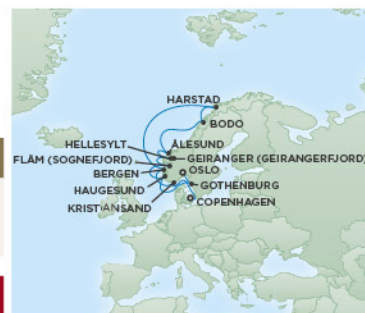 HARSTAD
BODO
HELLESYLT
ÅLESUND
FLÅM (SOGNEFJORD)
GEIRANGER (GEIRANGERFJORD)
OSLO
BERGEN
GOTHENBURG
HAUGESUND
COPENHAGEN
KRISTIANSAND